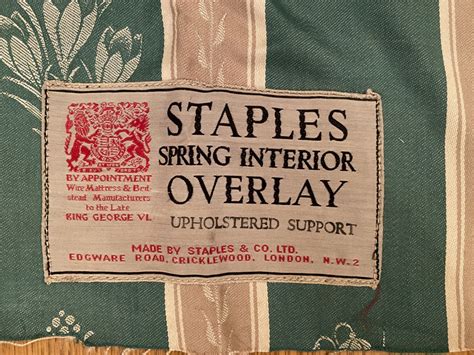 BY APPOINTMENT
Wire Mattress & Bed-
stead Manufacturers
to the Late
KING GEORGE VI.
STAPLES
SPRING INTERIOR
OVERLAY
UPHOLSTERED SUPPORT
MADE BY STAPLES & CO. LTD.
EDGWARE ROAD, CRICKLEWOOD, LONDON, N.W.2